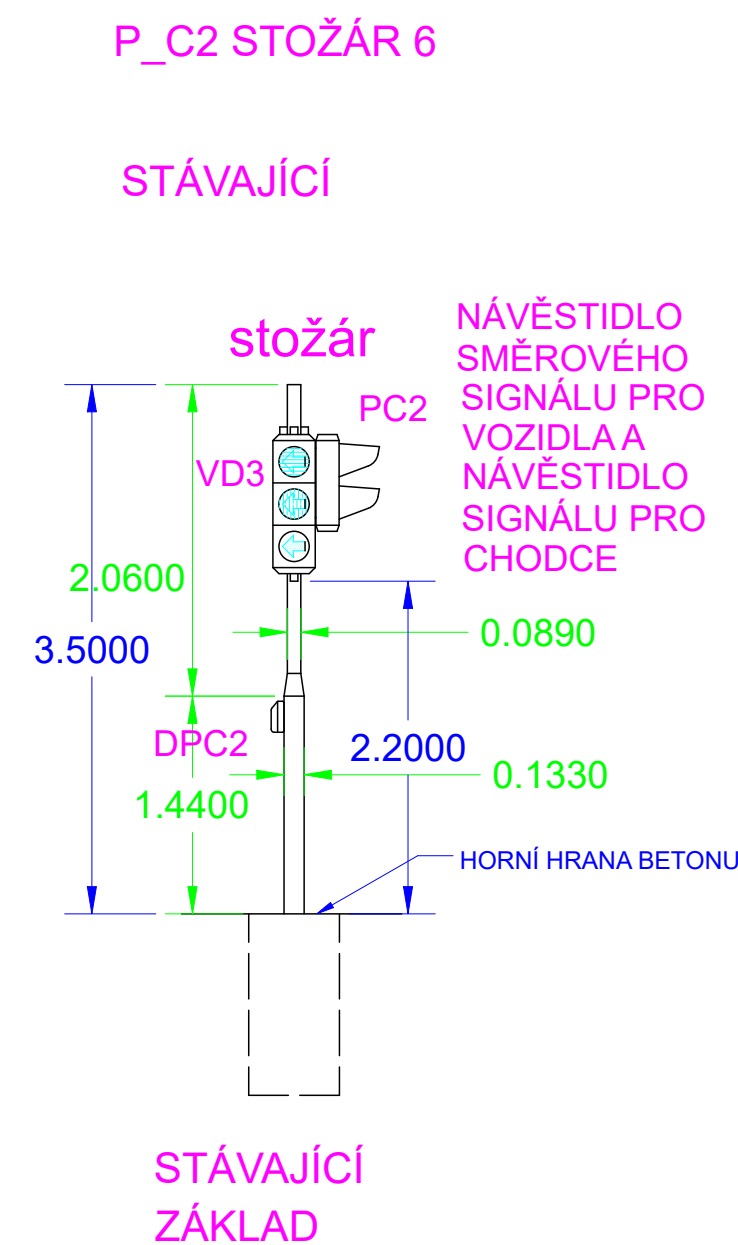 P_C2 STOŽÁR 6
STÁVAJÍCÍ
stožár
NÁVĚSTIDLO
SMĚROVÉHO
SIGNÁLU PRO
VOZIDLA A
NÁVĚSTIDLO
SIGNÁLU PRO
CHODCE
PC2
VD3
2.0600
3.5000
0.0890
DPC2
2.2000
0.1330
1.4400
HORNÍ HRANA BETONU
STÁVAJÍCÍ
ZÁKLAD